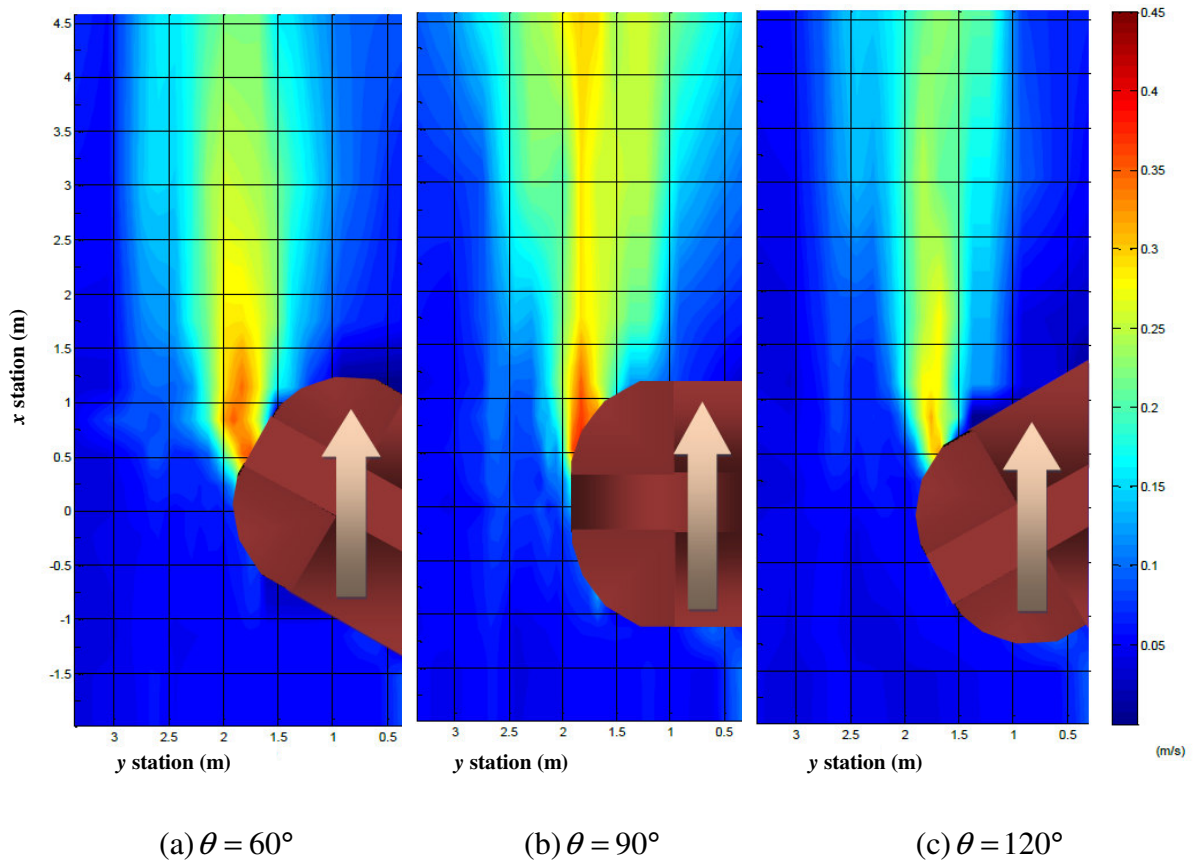 4.5
4
3.5
3
2.5
2
1.5
1
0.5
0
-0.5
-1
-1.5
x station (m)
3 2.5 2 1.5 1 0.5
3 2.5 2 1.5 1 0.5
3 2.5 2 1.5 1 0.5
y station (m)
y station (m)
y station (m)
0.45
0.4
0.35
0.3
0.25
0.2
0.15
0.1
0.05
(m/s)
(a) θ = 60°
(b) θ = 90°
(c) θ = 120°